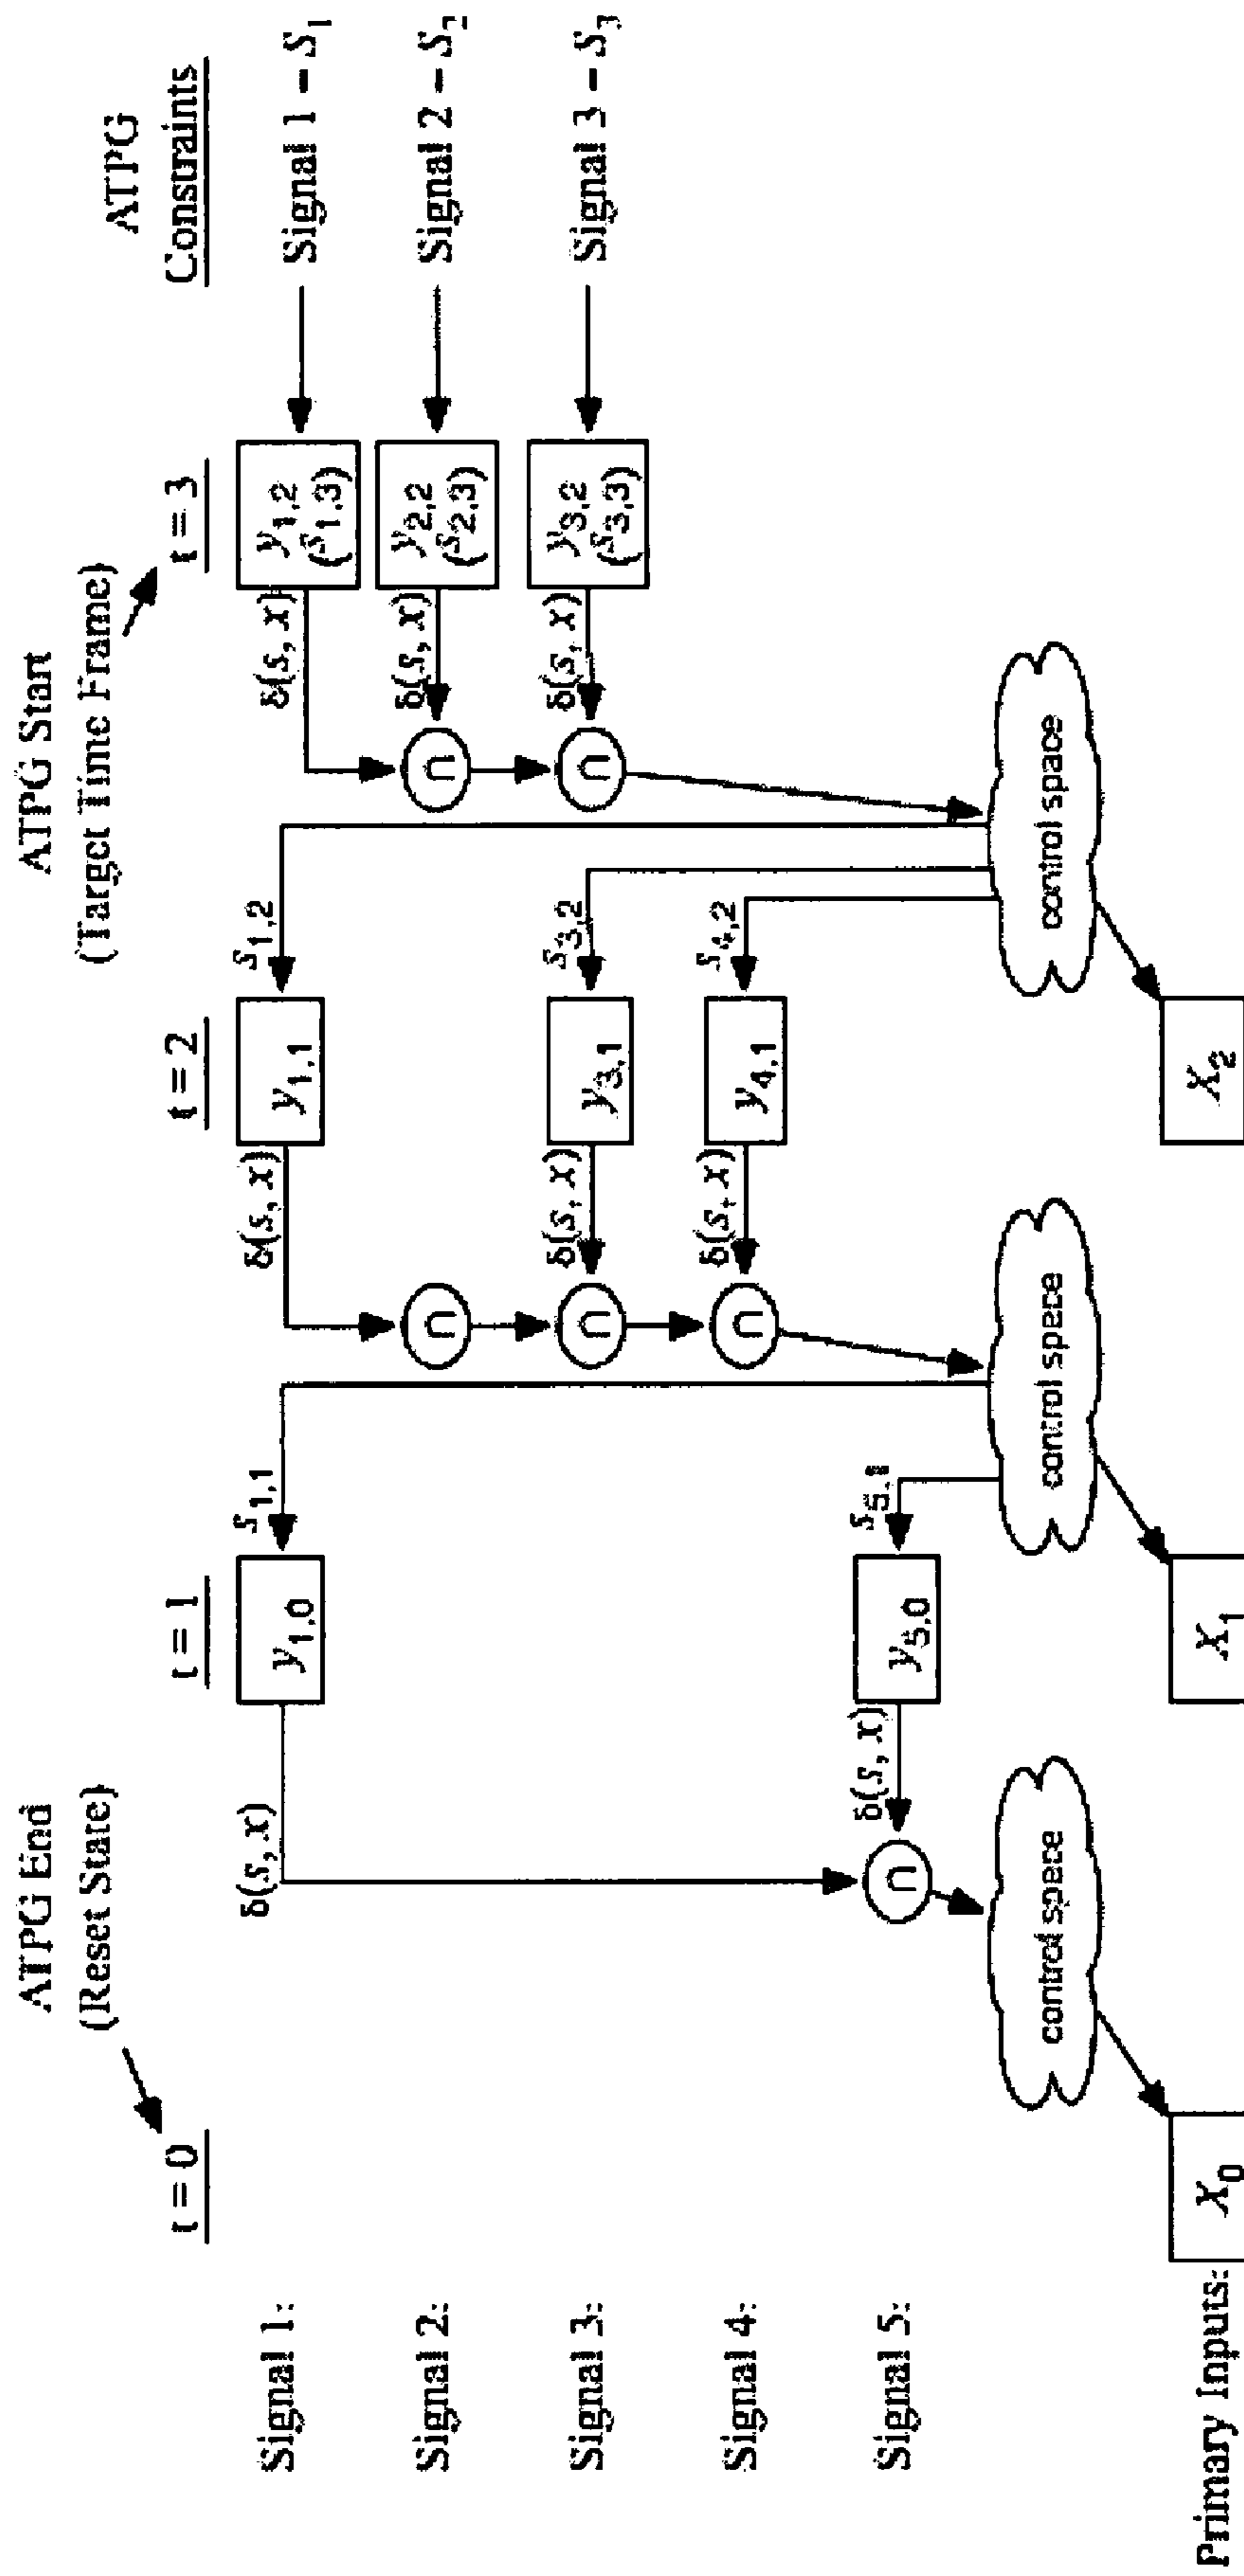 ATPG End
(Reset State)
ATPG Start
(Target Time Frame)
ATPG
Constraints
t = 0
t = 1
t = 2
t = 3
Signal 1:
δ(s, x)
y1,0
s1,1
δ(s, x)
y1,1
s1,2
δ(s, x)
y1,2
(s1,3)
Signal 1 – S1
Signal 2:
∩
∩
δ(s, x)
y2,2
(s2,3)
Signal 2 – S2
Signal 3:
∩
δ(s, x)
y3,1
s3,2
∩
δ(s, x)
y3,2
(s3,3)
Signal 3 – S3
Signal 4:
∩
δ(s, x)
y4,1
s4,2
Signal 5:
∩
δ(s, x)
y5,0
s5,1
control space
control space
control space
Primary Inputs:
X0
X1
X2